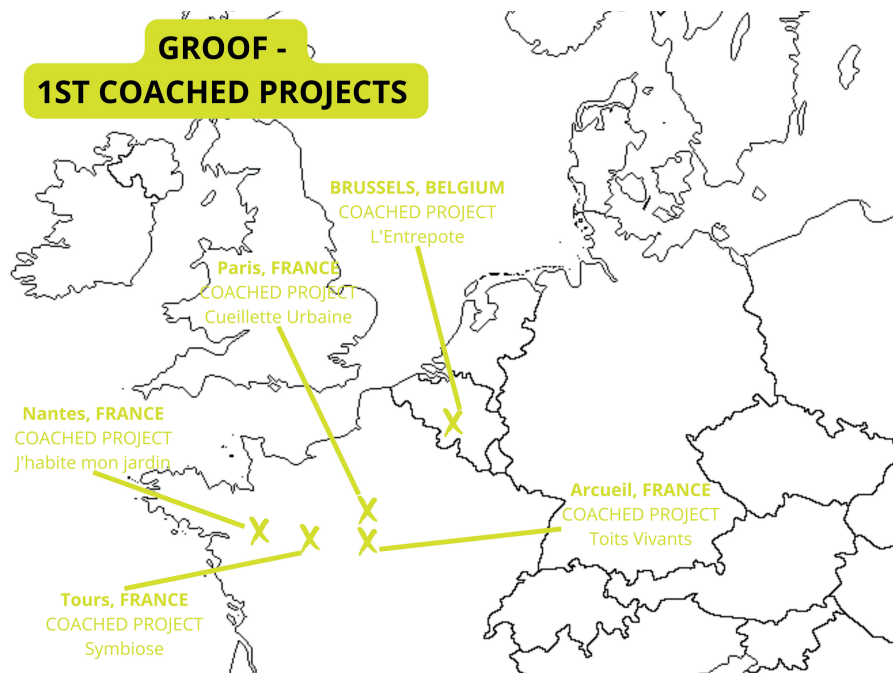 GROOF -
1ST COACHED PROJECTS
BRUSSELS, BELGIUM
COACHED PROJECT
L'Entrepote
Paris, FRANCE
COACHED PROJECT
Cueillette Urbaine
Nantes, FRANCE
COACHED PROJECT
J'habite mon jardin
Arcueil, FRANCE
COACHED PROJECT
Toits Vivants
Tours, FRANCE
COACHED PROJECT
Symbiose